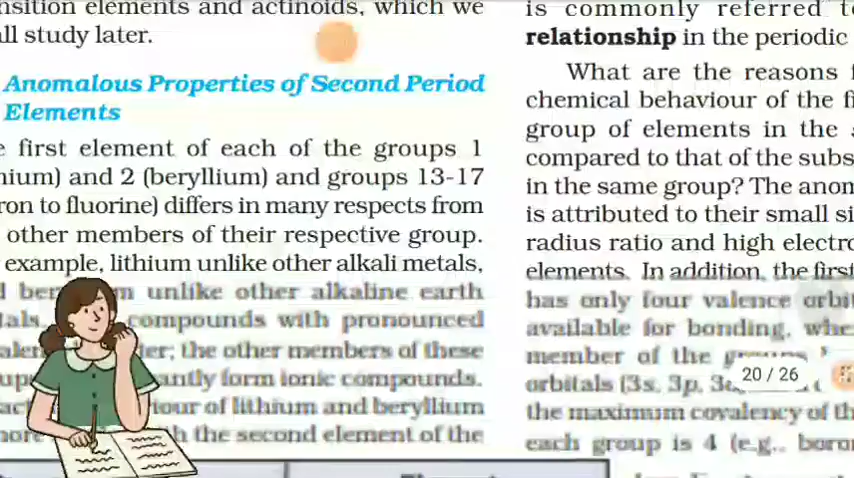 nsition elements and actinoids, which we
ll study later.
Anomalous Properties of Second Period
Elements
e first element of each of the groups 1
nium) and 2 (beryllium) and groups 13-17
ron to fluorine) differs in many respects from
other members of their respective group.
example, lithium unlike other alkali metals,
m unlike other alkaline earth
tals compounds with pronounced
the other members of these
antly form ionic compounds.
iour of lithium and beryllium
h the second element of the
is commonly referred t
relationship in the periodic
What are the reasons f
chemical behaviour of the fi
group of elements in the
compared to that of the subs
in the same group? The anom
is attributed to their small si
radius ratio and high electro
elements. In addition, the first
has only four valence orbit
available for bonding, whe
member of the
orbitals (3s, 3p, 3
the maximum covalency of th
each group is 4 (e.g., boro
20 / 26